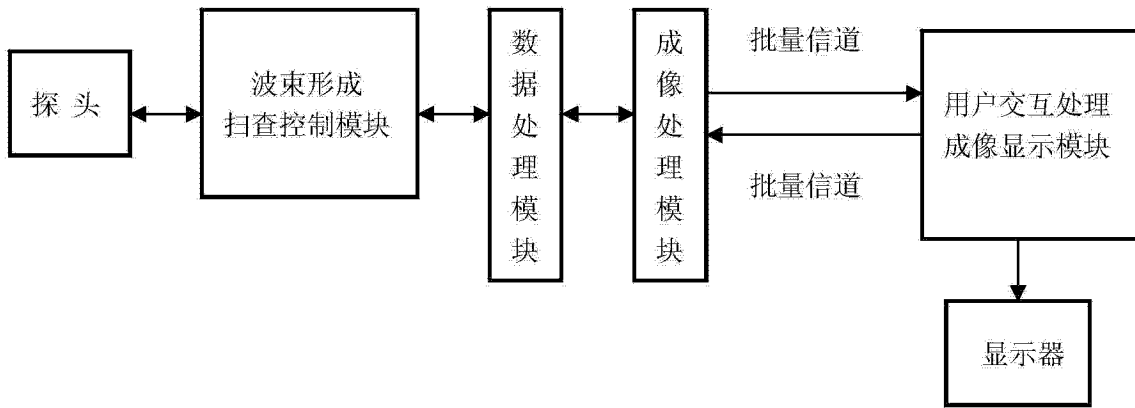 探 头
波束形成
扫查控制模块
数据处理模块
成像处理模块
批量信道
批量信道
用户交互处理
成像显示模块
显示器